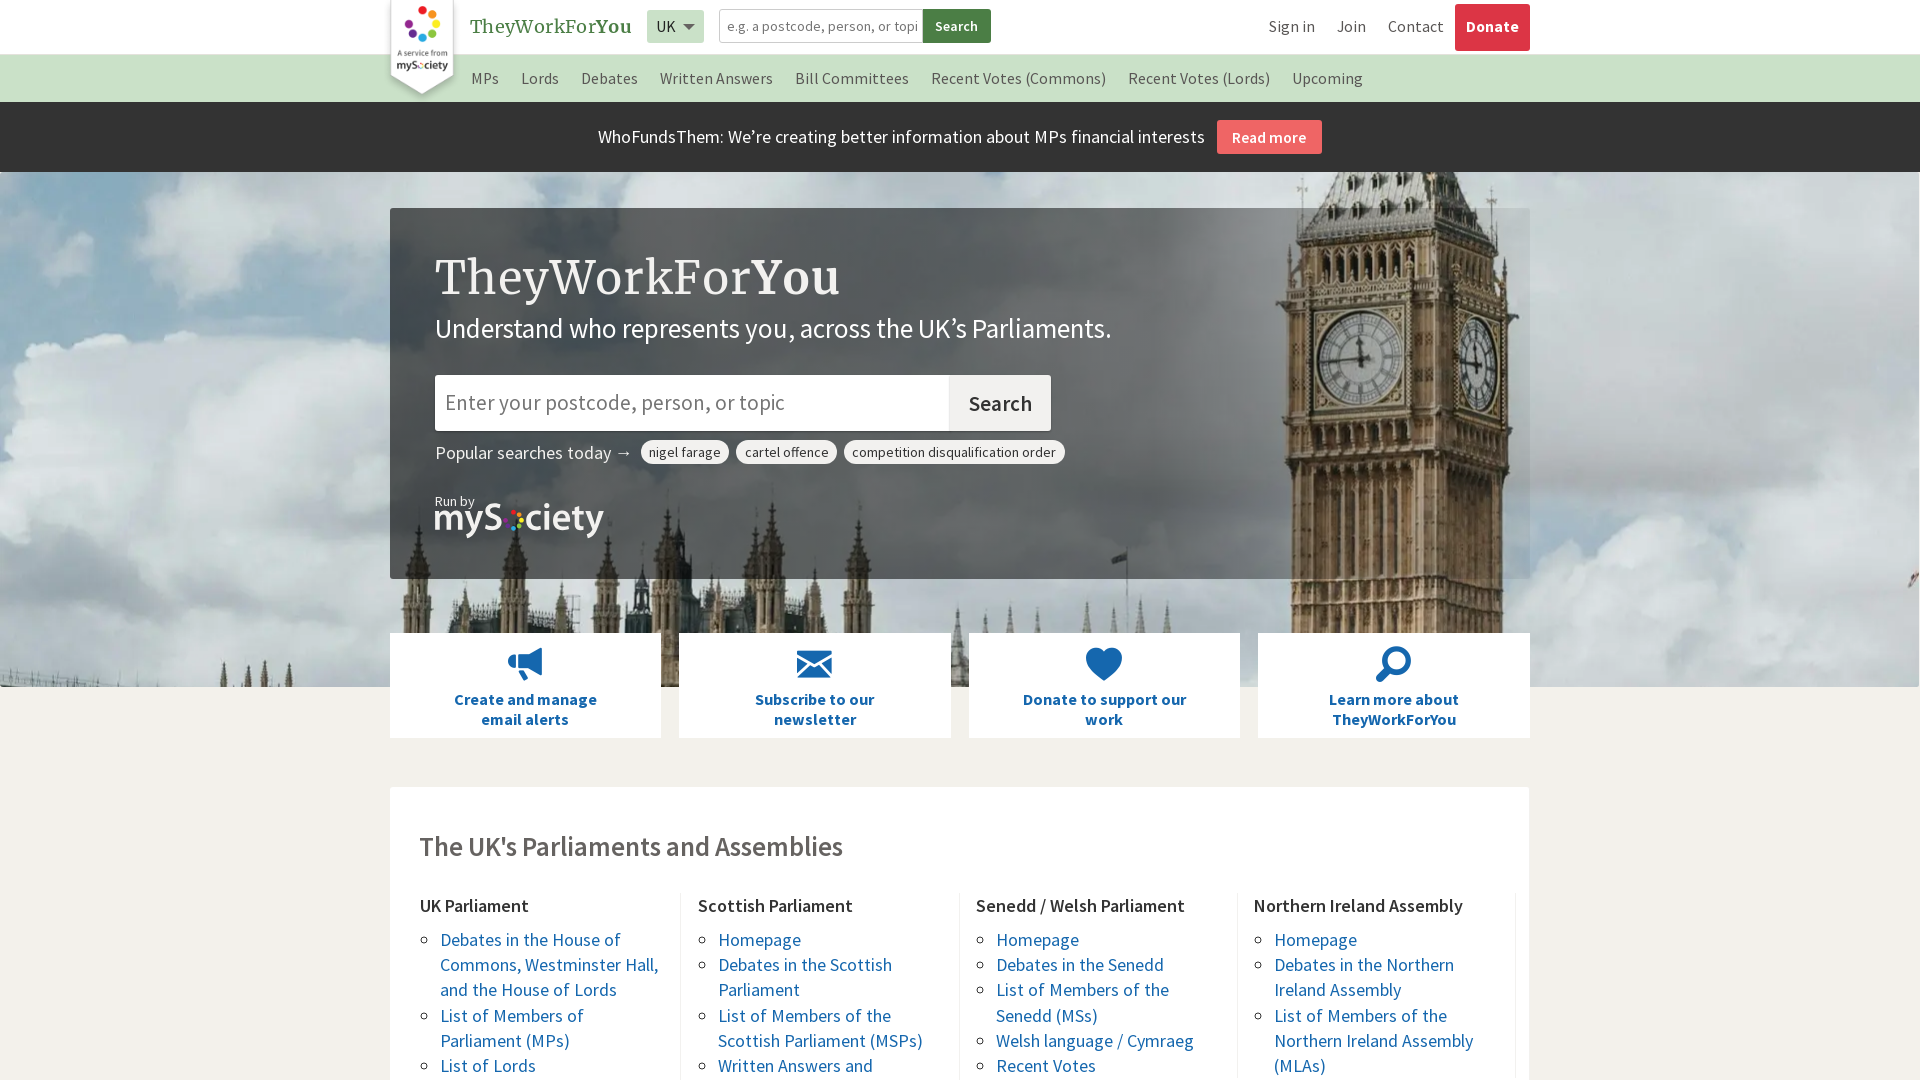 A service from
mySociety
TheyWorkForYou
UK
e.g. a postcode, person, or topi
Search
Sign in
Join
Contact
Donate
MPs
Lords
Debates
Written Answers
Bill Committees
Recent Votes (Commons)
Recent Votes (Lords)
Upcoming
WhoFundsThem: We’re creating better information about MPs financial interests
Read more
TheyWorkForYou
Understand who represents you, across the UK’s Parliaments.
Enter your postcode, person, or topic
Search
Popular searches today →
nigel farage
cartel offence
competition disqualification order
Run by
mySociety
Create and manage
email alerts
Subscribe to our
newsletter
Donate to support our
work
Learn more about
TheyWorkForYou
The UK's Parliaments and Assemblies
UK Parliament
Debates in the House of
Commons, Westminster Hall,
and the House of Lords
List of Members of
Parliament (MPs)
List of Lords
Scottish Parliament
Homepage
Debates in the Scottish
Parliament
List of Members of the
Scottish Parliament (MSPs)
Written Answers and
Senedd / Welsh Parliament
Homepage
Debates in the Senedd
List of Members of the
Senedd (MSs)
Welsh language / Cymraeg
Recent Votes
Northern Ireland Assembly
Homepage
Debates in the Northern
Ireland Assembly
List of Members of the
Northern Ireland Assembly
(MLAs)